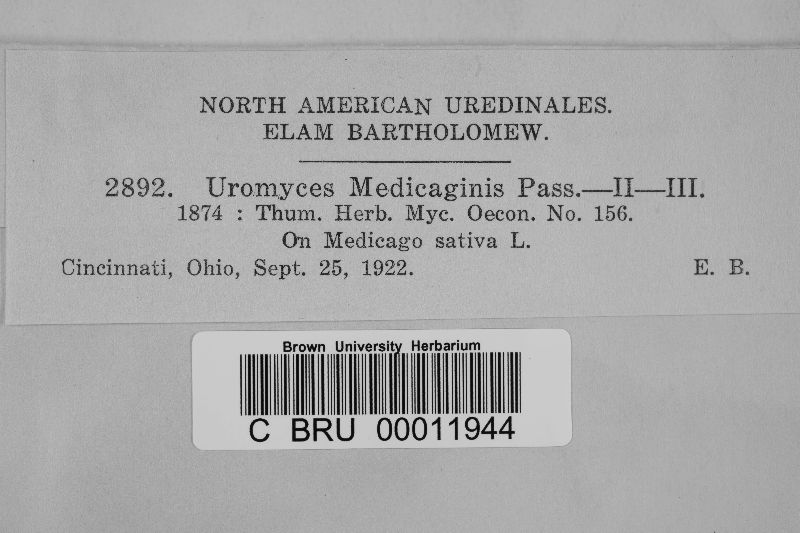 NORTH AMERICAN UREDINALES.
ELAM BARTHOLOMEW.
2892. Uromyces Medicaginis Pass.—II—III.
1874 : Thum. Herb. Myc. Oecon. No. 156.
On Medicago sativa L.
Cincinnati, Ohio, Sept. 25, 1922. E. B.
Brown University Herbarium
C BRU 00011944